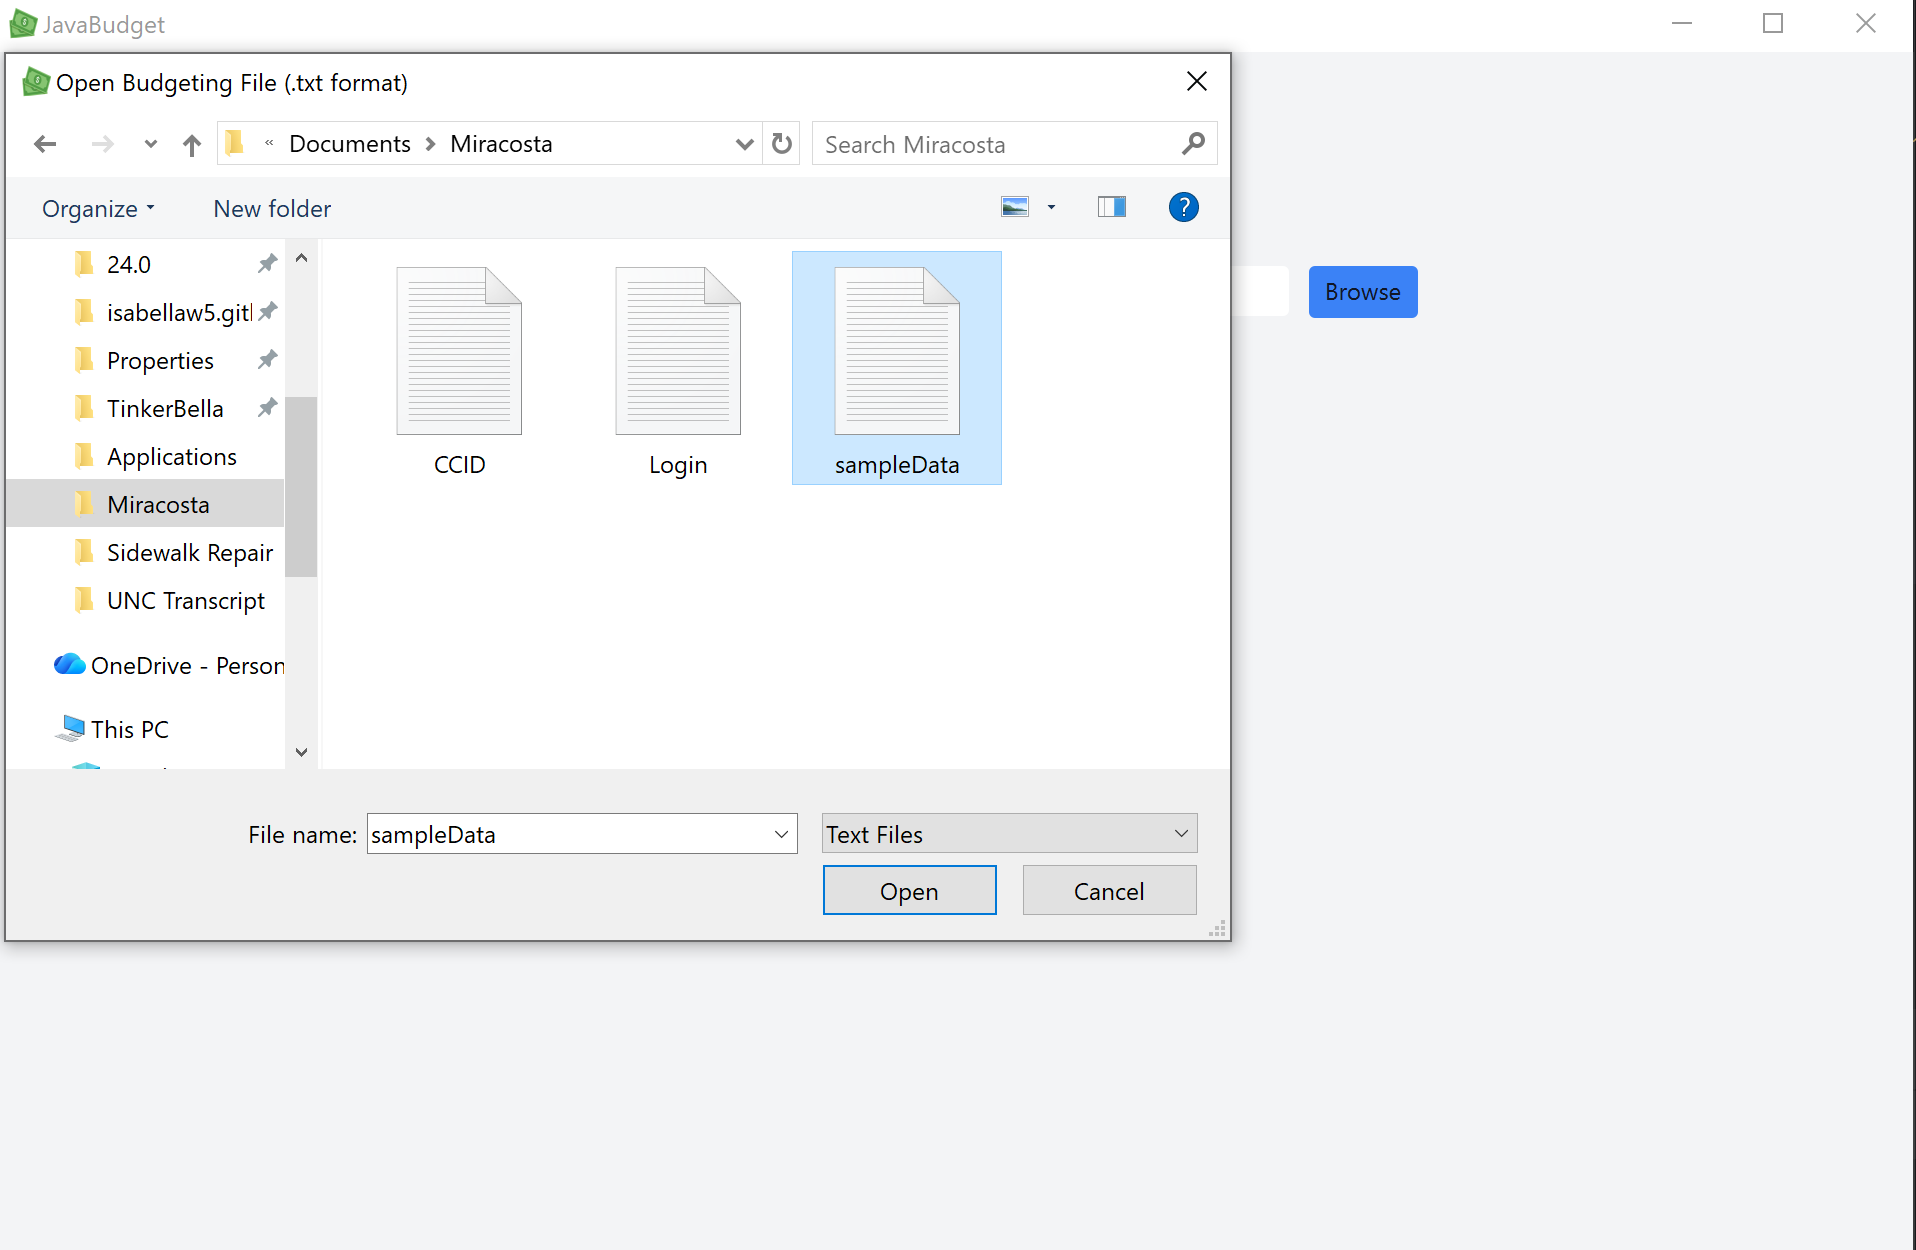 JavaBudget
Open Budgeting File (.txt format)
« Documents > Miracosta
Search Miracosta
Organize
New folder
?
24.0
isabellaw5.gitl
Properties
TinkerBella
Applications
Miracosta
Sidewalk Repair
UNC Transcript
OneDrive - Person
This PC
CCID
Login
sampleData
Browse
File name: sampleData
Text Files
Open
Cancel